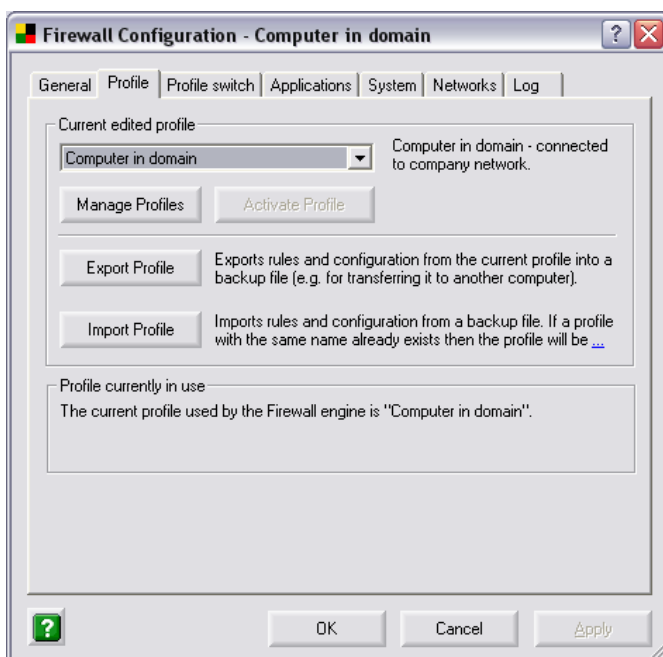 Firewall Configuration - Computer in domain
General
Profile
Profile switch
Applications
System
Networks
Log
Current edited profile
Computer in domain
Computer in domain - connected
to company network.
Manage Profiles
Activate Profile
Export Profile
Exports rules and configuration from the current profile into a
backup file (e.g. for transferring it to another computer).
Import Profile
Imports rules and configuration from a backup file. If a profile
with the same name already exists then the profile will be ...
Profile currently in use
The current profile used by the Firewall engine is "Computer in domain".
?
OK
Cancel
Apply